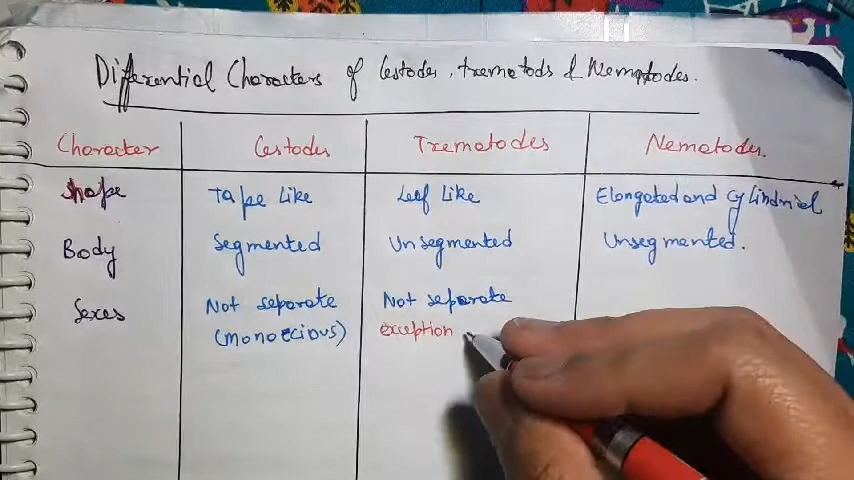 Differential Characters of Cestodes, Trematods & Nematodes.
Character Cestodes Trematodes Nematodes.
Shape Tape Like Leaf Like Elongated and Cylindrical
Body Segmented Unsegmented Unsegmented.
Sexes Not separate Not separate
(monoecious) exception